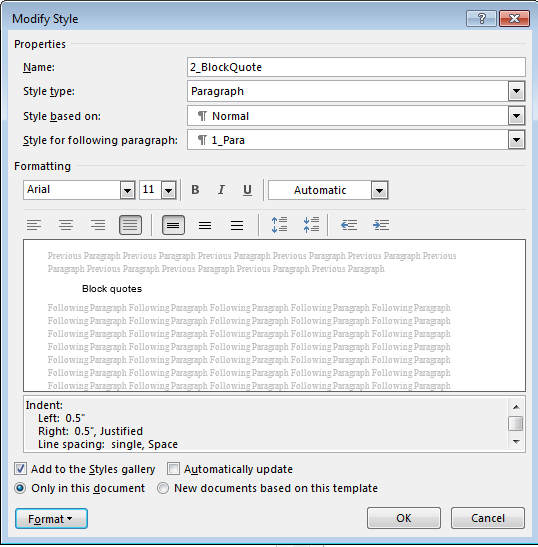 Modify Style
Properties
Name: 2_BlockQuote
Style type: Paragraph
Style based on: ¶ Normal
Style for following paragraph: ¶ 1_Para
Formatting
Arial 11 B I U Automatic
Previous Paragraph Previous Paragraph Previous Paragraph Previous Paragraph Previous Paragraph Previous
Paragraph Previous Paragraph Previous Paragraph Previous Paragraph Previous Paragraph
Block quotes
Following Paragraph Following Paragraph Following Paragraph Following Paragraph Following Paragraph
Following Paragraph Following Paragraph Following Paragraph Following Paragraph Following Paragraph
Following Paragraph Following Paragraph Following Paragraph Following Paragraph Following Paragraph
Following Paragraph Following Paragraph Following Paragraph Following Paragraph Following Paragraph
Following Paragraph Following Paragraph Following Paragraph Following Paragraph Following Paragraph
Following Paragraph Following Paragraph Following Paragraph Following Paragraph Following Paragraph
Following Paragraph Following Paragraph Following Paragraph Following Paragraph Following Paragraph
Indent:
Left: 0.5"
Right: 0.5", Justified
Line spacing: single, Space
Add to the Styles gallery Automatically update
Only in this document New documents based on this template
Format OK Cancel